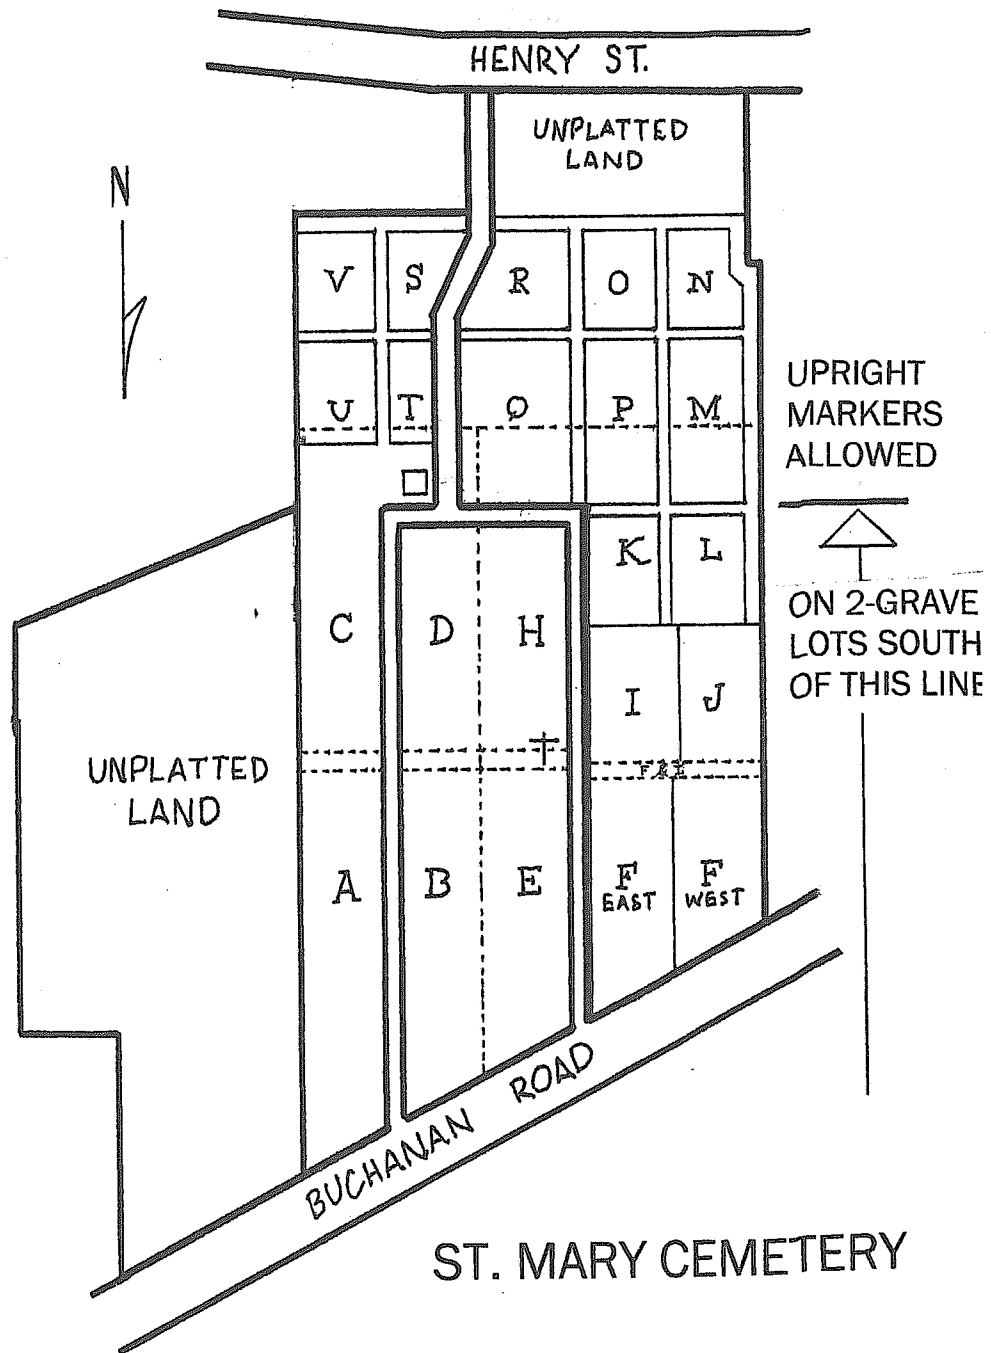 HENRY ST.
UNPLATTED
LAND
N
V S R O N
UPRIGHT
MARKERS
ALLOWED
U T Q P M
K L
ON 2-GRAVE
LOTS SOUTH
OF THIS LINE
C D H
I J
UNPLATTED
LAND
A B E F F
EAST WEST
BUCHANAN ROAD
ST. MARY CEMETERY